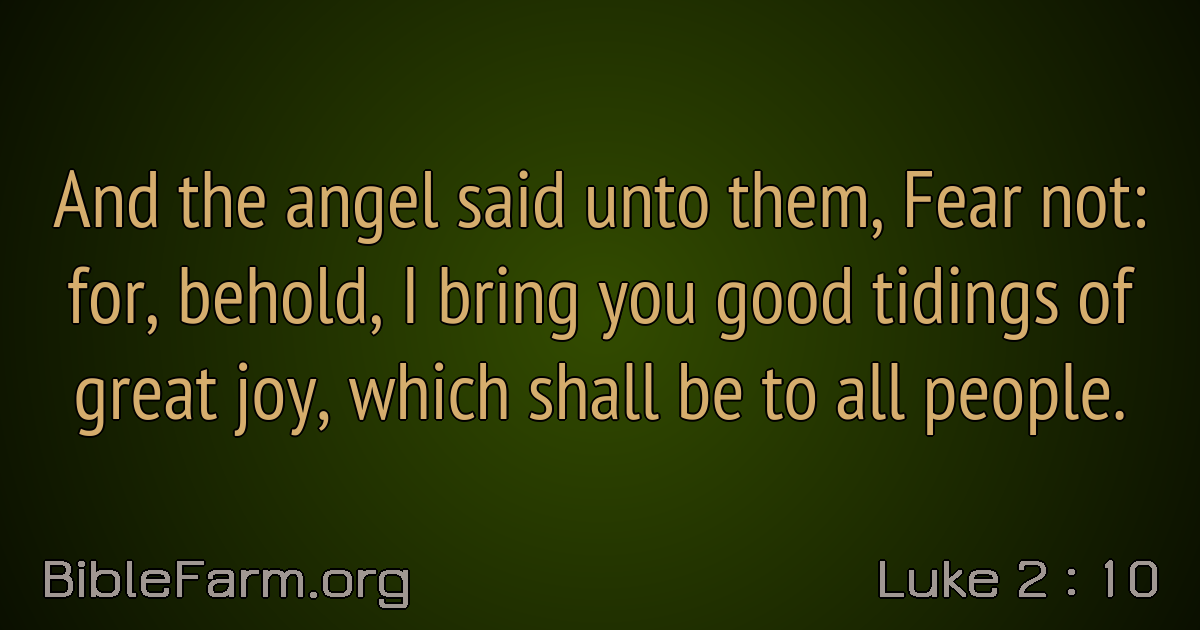 And the angel said unto them, Fear not:
for, behold, I bring you good tidings of
great joy, which shall be to all people.
BibleFarm.org
Luke 2 : 10